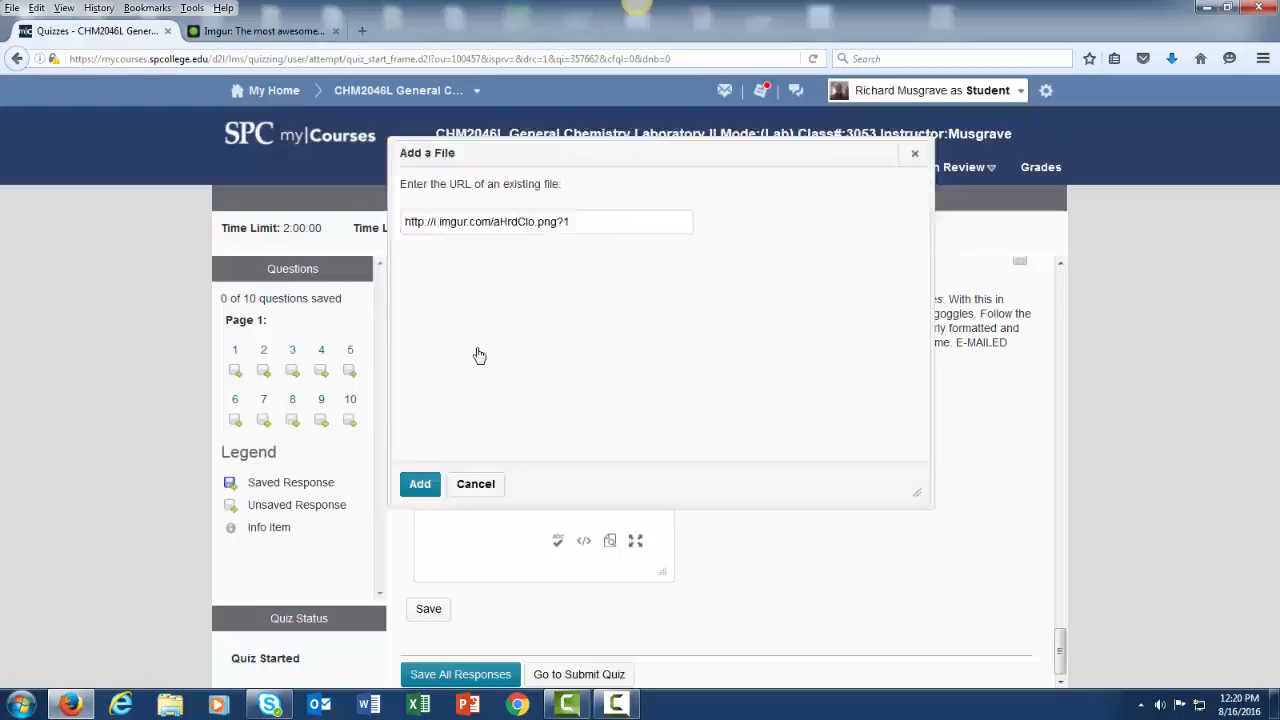 File Edit View History Bookmarks Tools Help
Quizzes - CHM2046L Gener... × Imgur: The most awesome... × +
https://mycourses.spcollege.edu/d2l/lms/quizzing/user/attempt/quiz_start_frame.d2l?ou=100457&isprv=&drc=1&qi=357662&cfql=0&dnb=0 Search
My Home CHM2046L General C... Richard Musgrave as Student
SPC my|Courses CHM2046L General Chemistry Laboratory II Mode:(Lab) Class#:3053 Instructor:Musgrave
Add a File ×
n Review Grades
Enter the URL of an existing file:
http://i.imgur.com/aHrdClo.png?1
Time Limit: 2:00:00 Time L
Questions
0 of 10 questions saved
es. With this in
Page 1:
goggles. Follow the
rly formatted and
me. E-MAILED
1 2 3 4 5
6 7 8 9 10
Legend
Saved Response
Add Cancel
Unsaved Response
Info Item
abc
Save
Quiz Status
Quiz Started
Save All Responses Go to Submit Quiz
12:20 PM
8/16/2016